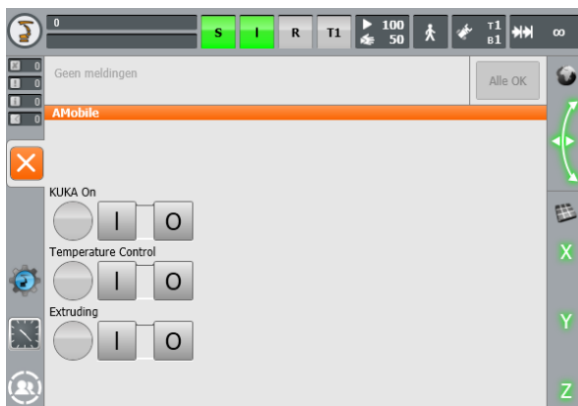 0
S I R T1 100 50 T1 B1 ∞
0
0
0
0
Geen meldingen
Alle OK
AMobile
KUKA On
I O
Temperature Control
I O
Extruding
I O
X
Y
Z